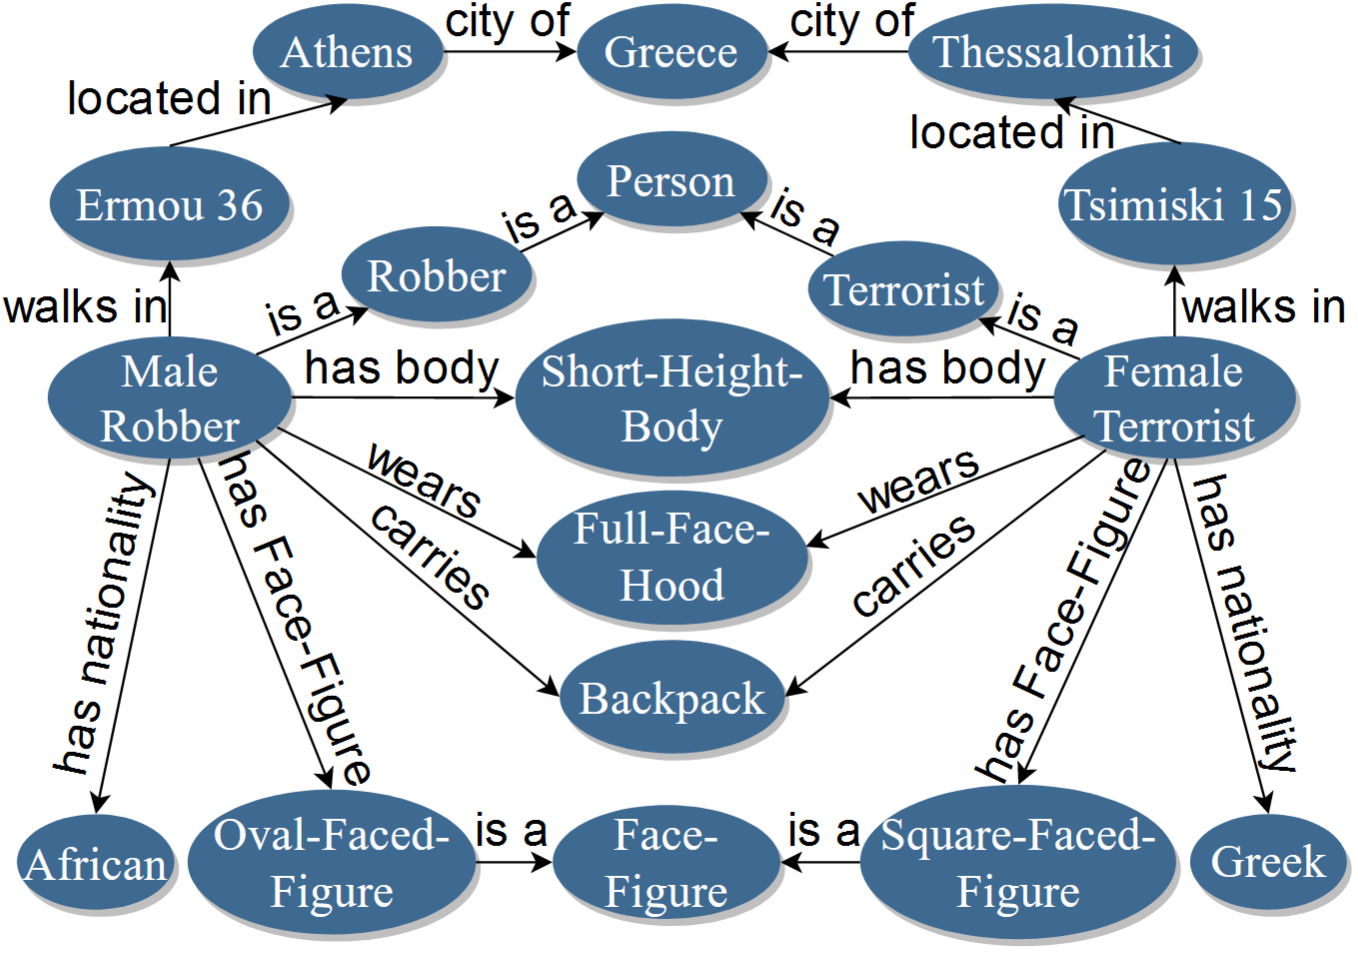 city of
city of
Athens
Greece
Thessaloniki
located in
located in
Person
Ermou 36
is a
is a
Tsimiski 15
Robber
Terrorist
walks in
is a
is a
walks in
Male
Robber
has body
Short-Height-
Body
has body
Female
Terrorist
wears
wears
has nationality
has Face-Figure
carries
Full-Face-
Hood
carries
has Face-Figure
has nationality
Backpack
African
Oval-Faced-
Figure
is a
Face-
Figure
is a
Square-Faced-
Figure
Greek